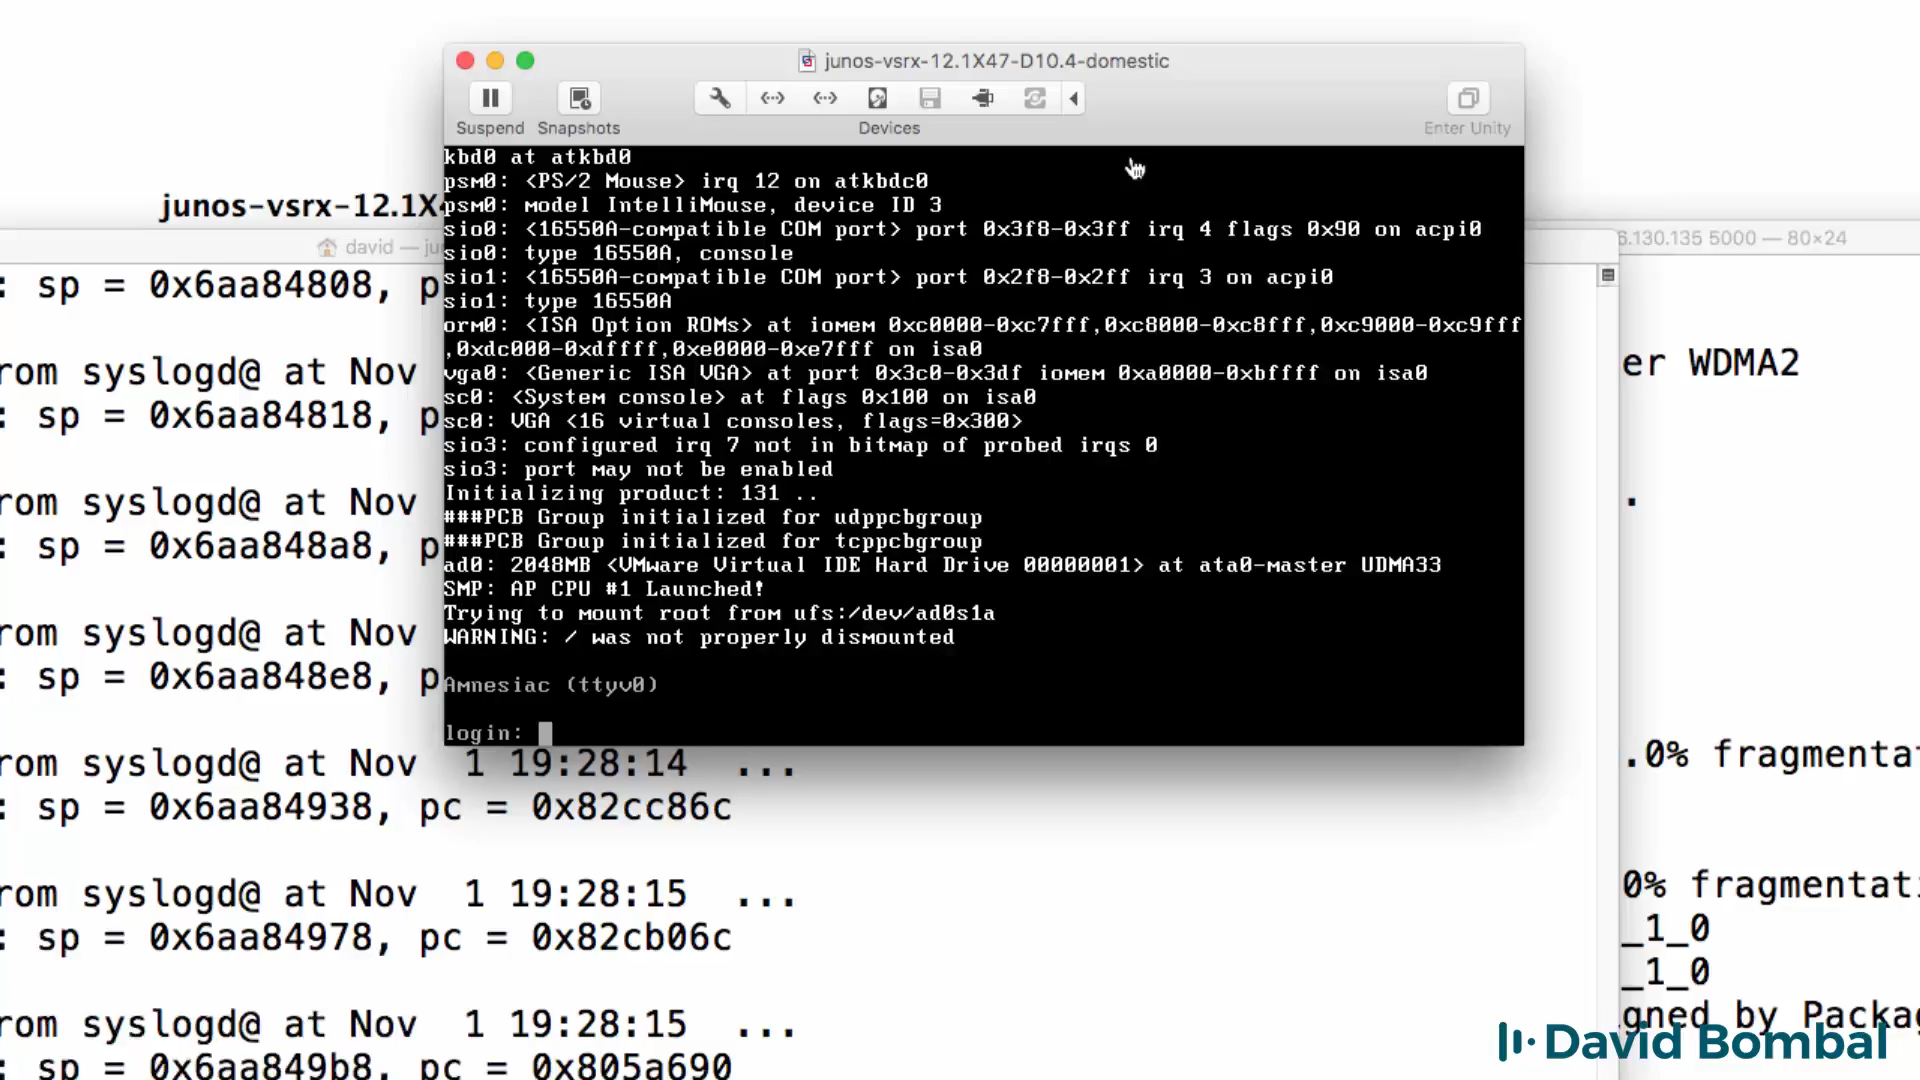 junos-vsrx-12.1X47-D10.4-domestic
Suspend
Snapshots
Devices
Enter Unity
kbd0 at atkbd0
psm0: <PS/2 Mouse> irq 12 on atkbdc0
psm0: model IntelliMouse, device ID 3
sio0: <16550A-compatible COM port> port 0x3f8-0x3ff irq 4 flags 0x90 on acpi0
sio0: type 16550A, console
sio1: <16550A-compatible COM port> port 0x2f8-0x2ff irq 3 on acpi0
sio1: type 16550A
orm0: <ISA Option ROMs> at iomem 0xc0000-0xc7fff,0xc8000-0xc8fff,0xc9000-0xc9fff
,0xdc000-0xdffff,0xe0000-0xe7fff on isa0
vga0: <Generic ISA VGA> at port 0x3c0-0x3df iomem 0xa0000-0xbffff on isa0
sc0: <System console> at flags 0x100 on isa0
sc0: VGA <16 virtual consoles, flags=0x300>
sio3: configured irq 7 not in bitmap of probed irqs 0
sio3: port may not be enabled
Initializing product: 131 ..
###PCB Group initialized for udppcbgroup
###PCB Group initialized for tcppcbgroup
ad0: 2048MB <VMware Virtual IDE Hard Drive 00000001> at ata0-master UDMA33
SMP: AP CPU #1 Launched!
Trying to mount root from ufs:/dev/ad0s1a
WARNING: / was not properly dismounted
Amnesiac (ttyv0)
login:
junos-vsrx-12.1X
david — ju
: sp = 0x6aa84808, p
rom syslogd@ at Nov
: sp = 0x6aa84818, p
rom syslogd@ at Nov
: sp = 0x6aa848a8, p
rom syslogd@ at Nov
: sp = 0x6aa848e8, p
rom syslogd@ at Nov  1 19:28:14  ...
: sp = 0x6aa84938, pc = 0x82cc86c
rom syslogd@ at Nov  1 19:28:15  ...
: sp = 0x6aa84978, pc = 0x82cb06c
rom syslogd@ at Nov  1 19:28:15  ...
: sp = 0x6aa849b8, pc = 0x805a690
6.130.135 5000 — 80×24
er WDMA2
.
.0% fragmentat
0% fragmentati
_1_0
_1_0
gned by Packag
David Bombal